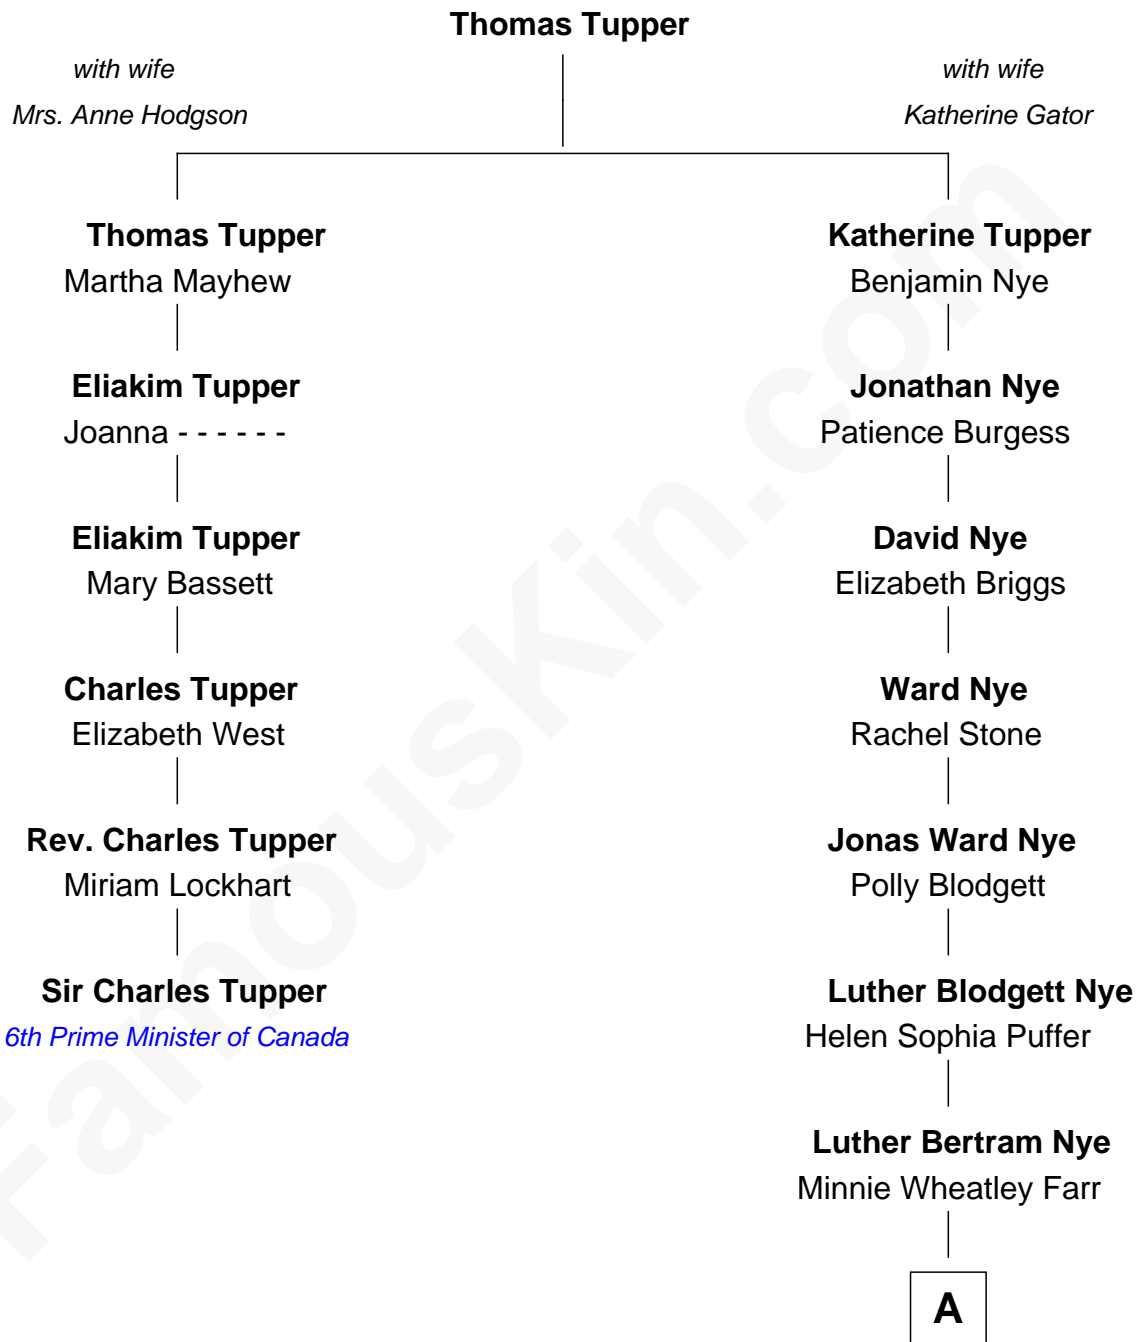 Thomas Tupper
with wife
Mrs. Anne Hodgson
with wife
Katherine Gator
Thomas Tupper
Martha Mayhew
Katherine Tupper
Benjamin Nye
Eliakim Tupper
Joanna - - - - - -
Jonathan Nye
Patience Burgess
Eliakim Tupper
Mary Bassett
David Nye
Elizabeth Briggs
Charles Tupper
Elizabeth West
Ward Nye
Rachel Stone
Rev. Charles Tupper
Miriam Lockhart
Jonas Ward Nye
Polly Blodgett
Sir Charles Tupper
6th Prime Minister of Canada
Luther Blodgett Nye
Helen Sophia Puffer
Luther Bertram Nye
Minnie Wheatley Farr
A
FamousKin.com